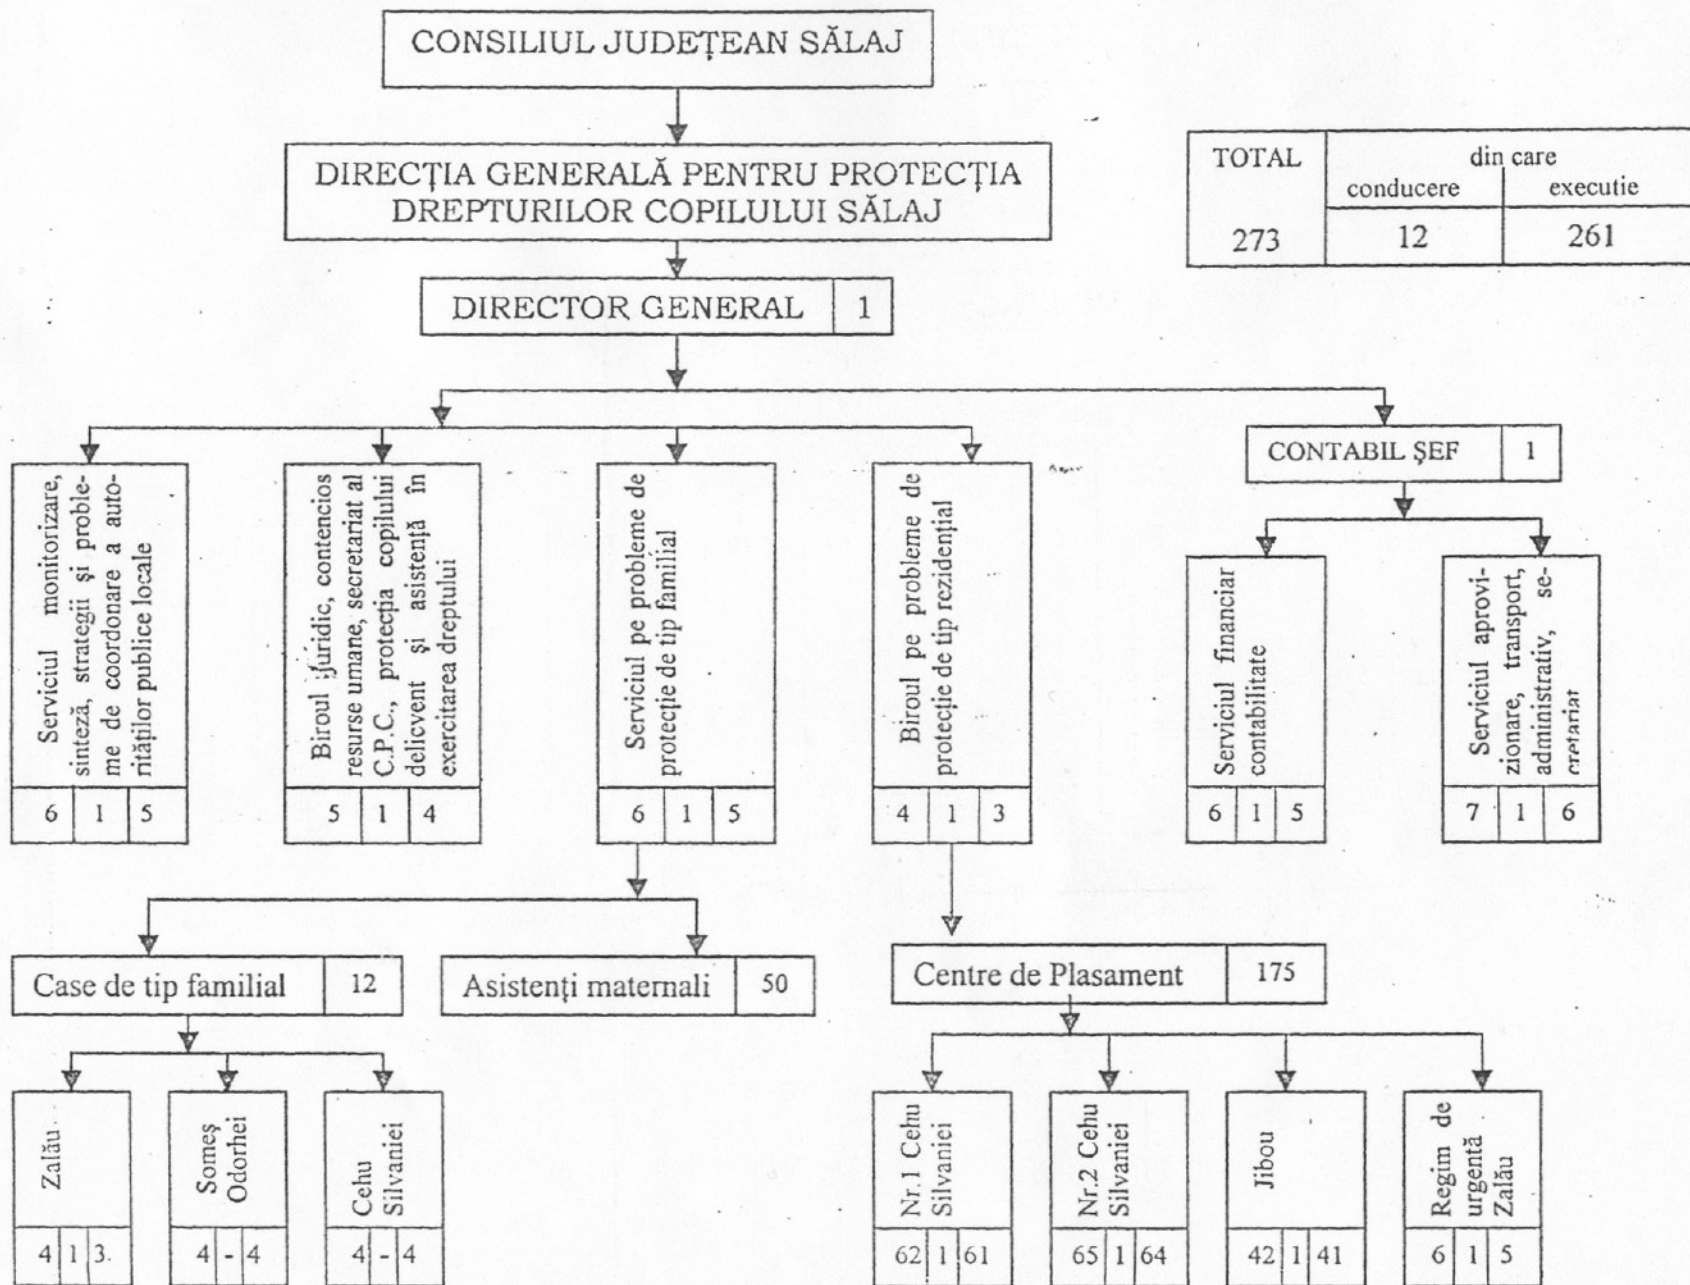 CONSILIUL JUDEȚEAN SĂLAJ
DIRECȚIA GENERALĂ PENTRU PROTECȚIA
DREPTURILOR COPILULUI SĂLAJ
TOTAL din care
conducere executie
273 12 261
DIRECTOR GENERAL 1
CONTABIL ŞEF 1
Serviciul monitorizare,
sinteză, strategii şi proble-
me de coordonare a auto-
rităților publice locale
6 1 5
Biroul juridic, contencios
resurse umane, secretariat al
C.P.C., protecția copilului
delicvent şi asistență în
exercitarea dreptului
5 1 4
Serviciul pe probleme de
protecție de tip familial
6 1 5
Biroul pe probleme de
protecție de tip rezidențial
4 1 3
Serviciul financiar
contabilitate
6 1 5
Serviciul aprovi-
zionare, transport,
administrativ, se-
cretariat
7 1 6
Case de tip familial 12
Asistenți maternali 50
Centre de Plasament 175
Zalău
4 1 3.
Someş
Odorhei
4 - 4
Cehu
Silvaniei
4 - 4
Nr.1 Cehu
Silvaniei
62 1 61
Nr.2 Cehu
Silvaniei
65 1 64
Jibou
42 1 41
Regim de
urgentă
Zalău
6 1 5